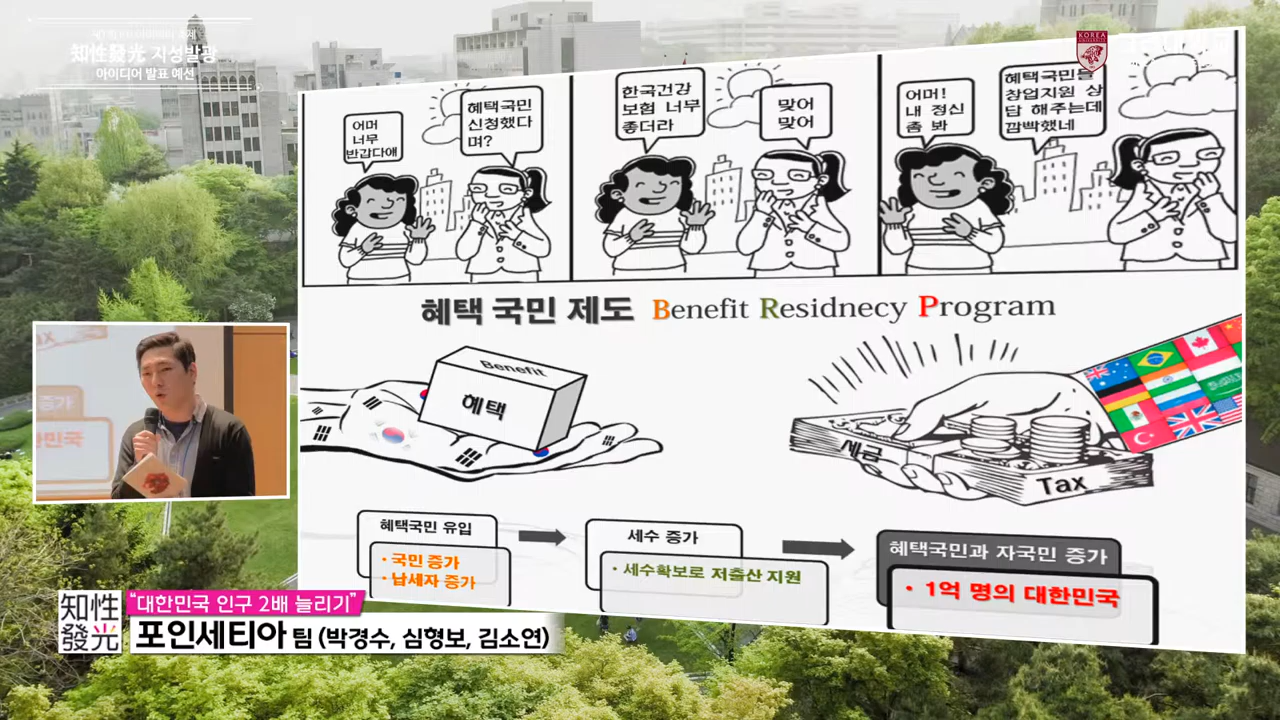 知性發光 지성발광
아이디어 발표 예선
KOREA
어머
너무
반갑다얘
혜택국민
신청했다
며?
한국건강
보험 너무
좋더라
맞어
맞어
어머!
내 정신
좀 봐
혜택국민들
창업지원 상
담 해주는데
깜빡했네
혜택 국민 제도 Benefit Residnecy Program
Benefit
혜택
세금
Tax
혜택국민 유입
• 국민 증가
• 납세자 증가
세수 증가
• 세수확보로 저출산 지원
혜택국민과 자국민 증가
• 1억 명의 대한민국
증가
민국
知性
發光
"대한민국 인구 2배 늘리기"
포인세티아 팀 (박경수, 심형보, 김소연)